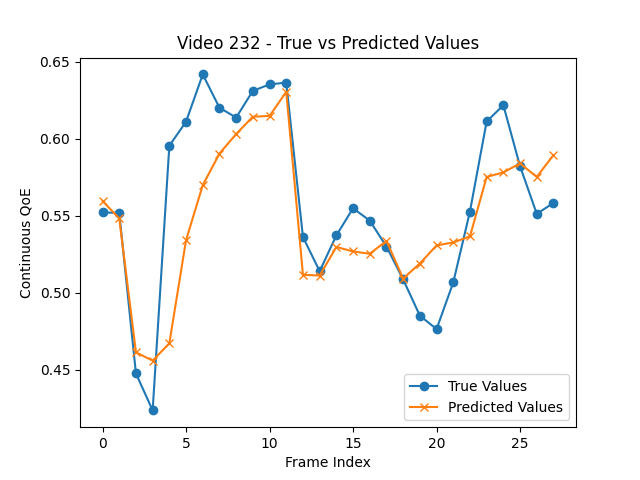 Video 232 - True vs Predicted Values
Continuous QoE
0.65
0.60
0.55
0.50
0.45
True Values
Predicted Values
0 5 10 15 20 25
Frame Index